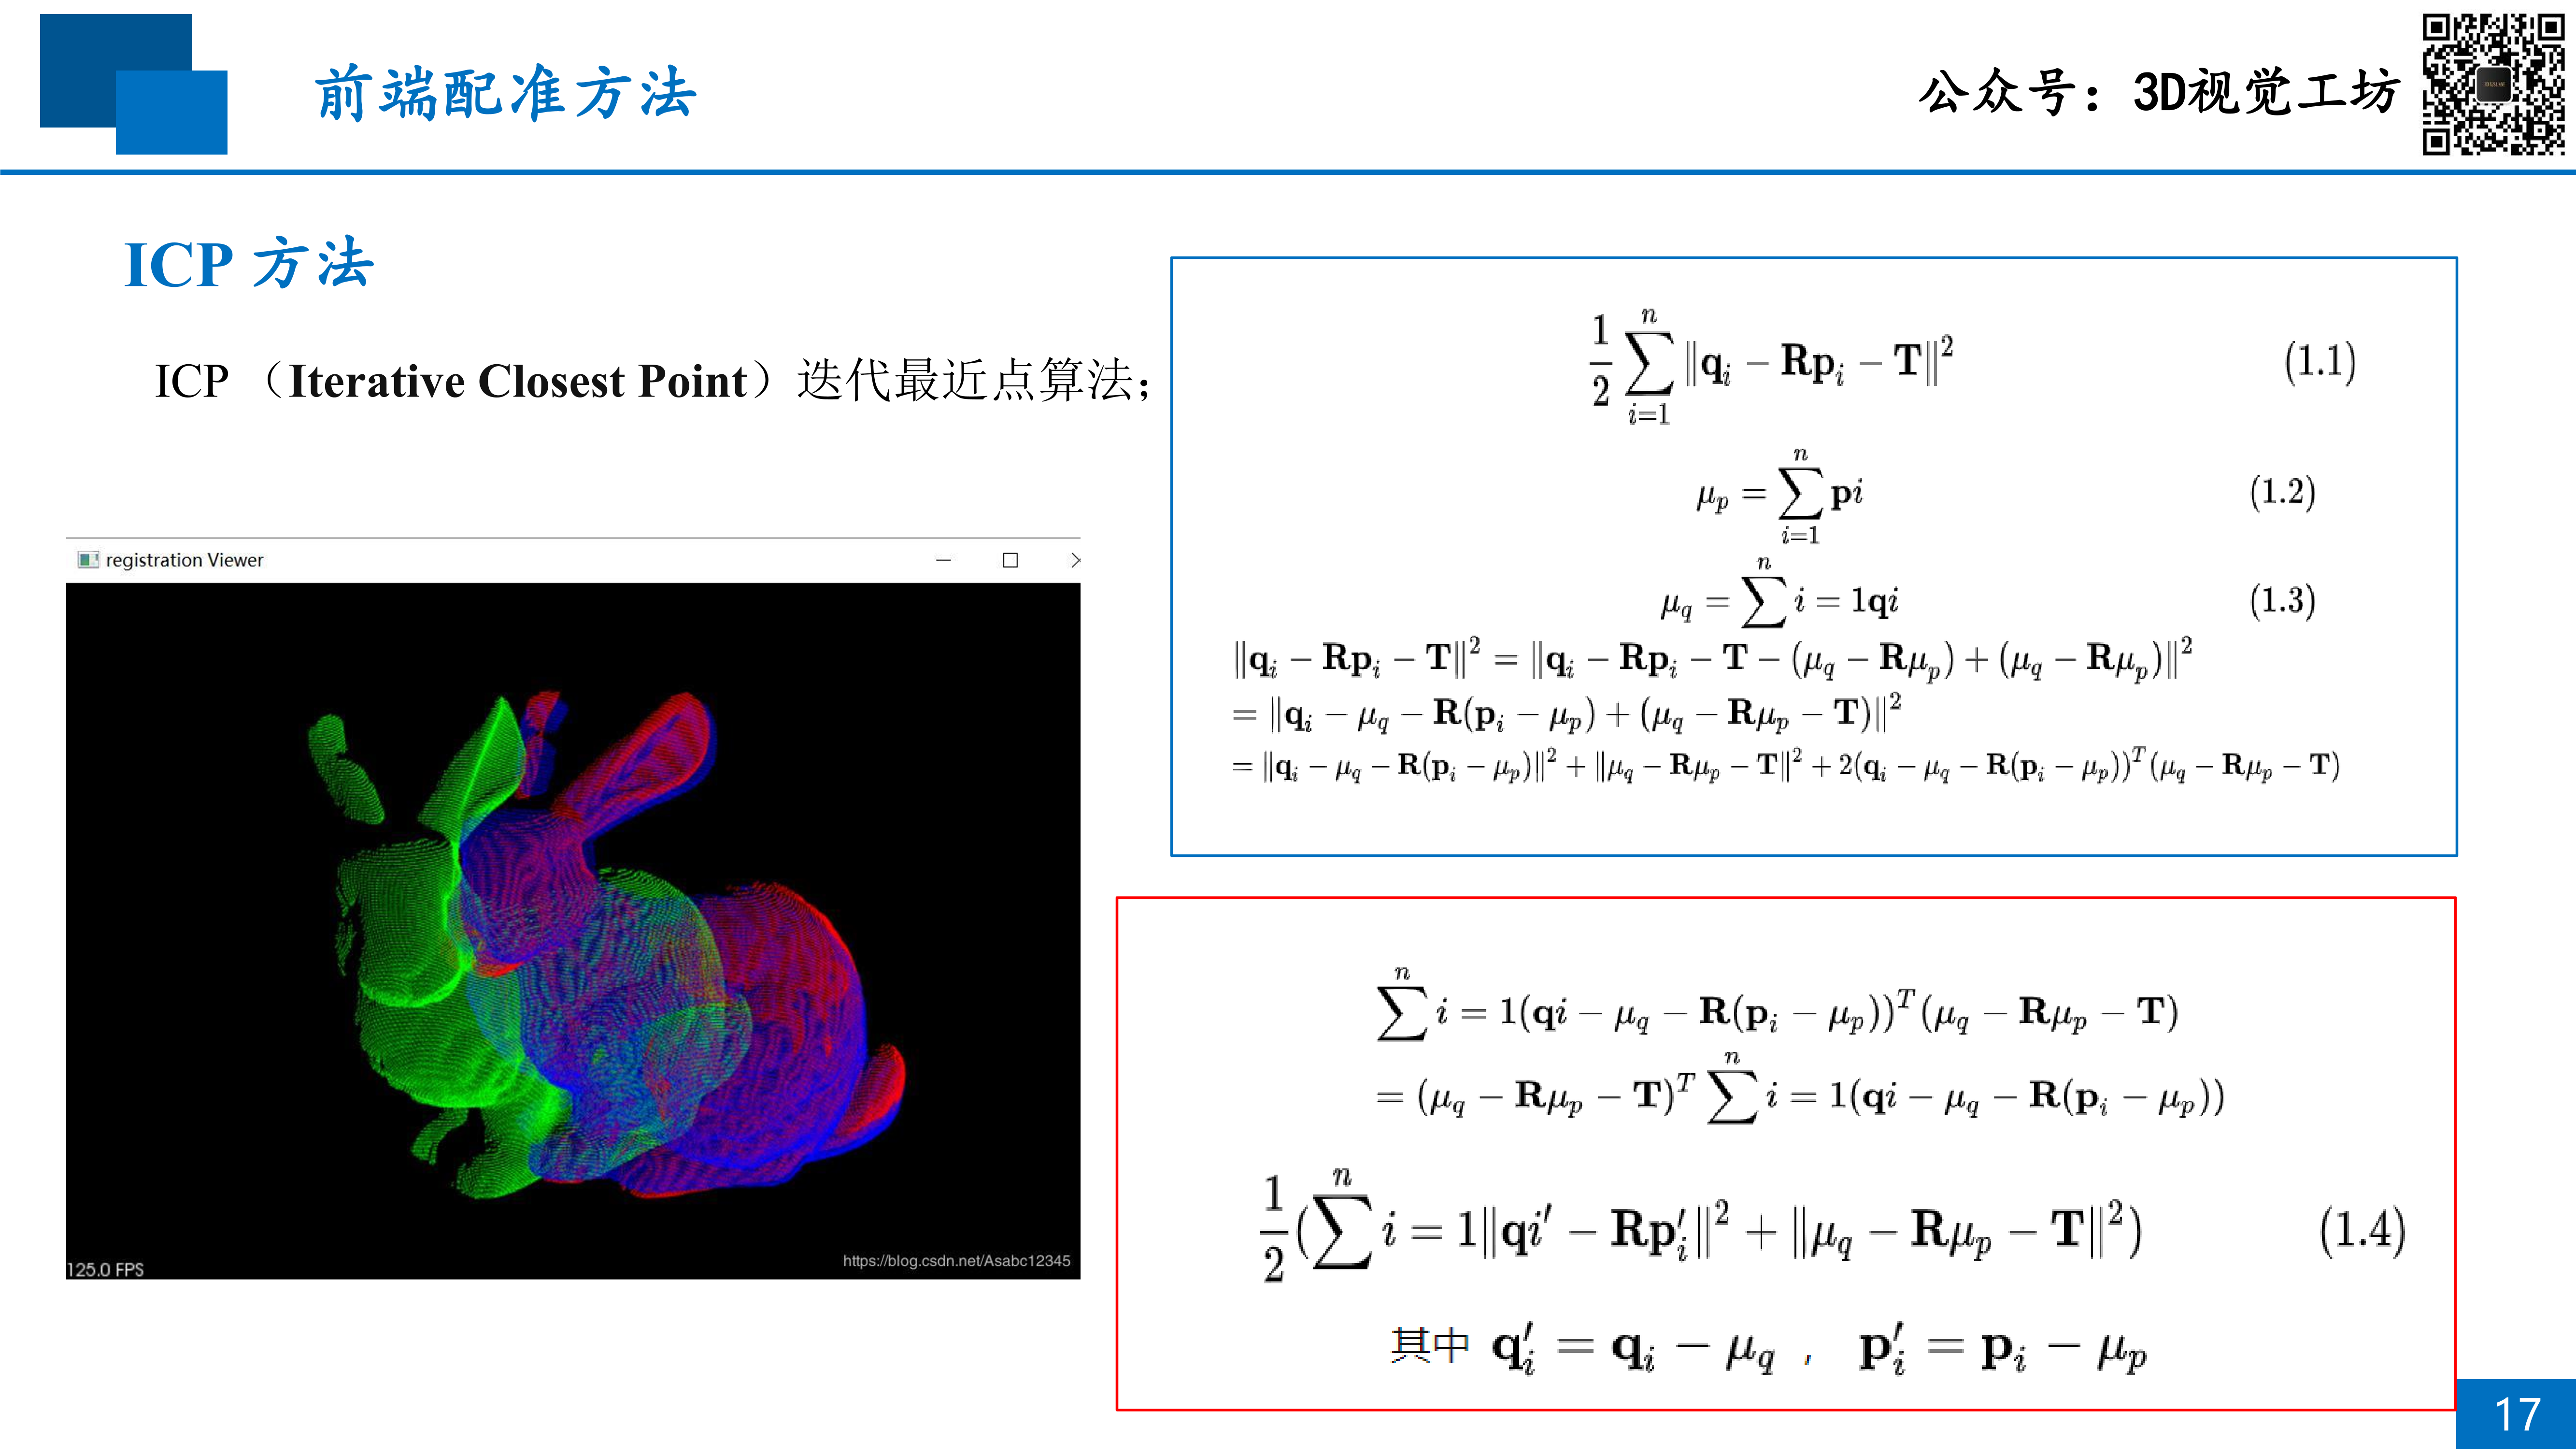 前端配准方法
公众号：3D视觉工坊
ICP 方法
ICP （Iterative Closest Point）迭代最近点算法；
registration Viewer
125.0 FPS
https://blog.csdn.net/Asabc12345
$\frac{1}{2}\sum_{i=1}^{n}\|\mathbf{q}_i - \mathbf{R}\mathbf{p}_i - \mathbf{T}\|^2$ (1.1)
$\mu_p = \sum_{i=1}^{n}\mathbf{p}i$ (1.2)
$\mu_q = \sum^{n} i = 1\mathbf{q}i$ (1.3)
$\|\mathbf{q}_i - \mathbf{R}\mathbf{p}_i - \mathbf{T}\|^2 = \|\mathbf{q}_i - \mathbf{R}\mathbf{p}_i - \mathbf{T} - (\mu_q - \mathbf{R}\mu_p) + (\mu_q - \mathbf{R}\mu_p)\|^2$
$= \|\mathbf{q}_i - \mu_q - \mathbf{R}(\mathbf{p}_i - \mu_p) + (\mu_q - \mathbf{R}\mu_p - \mathbf{T})\|^2$
$= \|\mathbf{q}_i - \mu_q - \mathbf{R}(\mathbf{p}_i - \mu_p)\|^2 + \|\mu_q - \mathbf{R}\mu_p - \mathbf{T}\|^2 + 2(\mathbf{q}_i - \mu_q - \mathbf{R}(\mathbf{p}_i - \mu_p))^T(\mu_q - \mathbf{R}\mu_p - \mathbf{T})$
$\sum^{n} i = 1(\mathbf{q}i - \mu_q - \mathbf{R}(\mathbf{p}_i - \mu_p))^T(\mu_q - \mathbf{R}\mu_p - \mathbf{T})$
$= (\mu_q - \mathbf{R}\mu_p - \mathbf{T})^T \sum^{n} i = 1(\mathbf{q}i - \mu_q - \mathbf{R}(\mathbf{p}_i - \mu_p))$
$\frac{1}{2}(\sum^{n} i = 1\|\mathbf{q}i' - \mathbf{R}\mathbf{p}_i'\|^2 + \|\mu_q - \mathbf{R}\mu_p - \mathbf{T}\|^2)$ (1.4)
其中 $\mathbf{q}_i' = \mathbf{q}_i - \mu_q$ ， $\mathbf{p}_i' = \mathbf{p}_i - \mu_p$
17